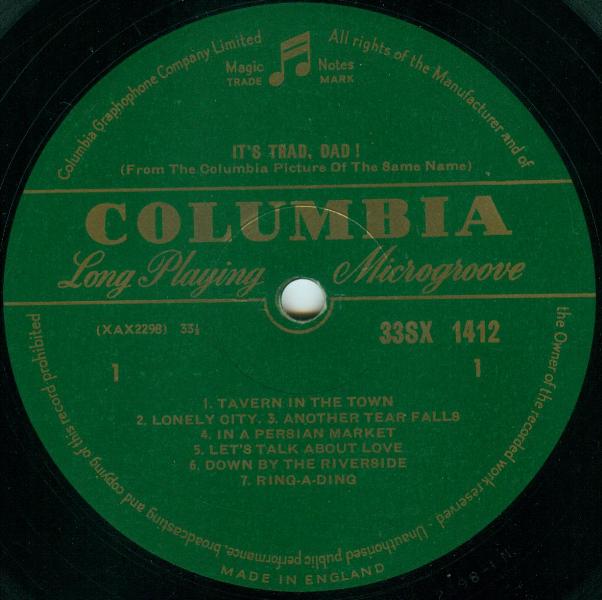 Columbia Graphophone Company Limited
All rights of the Manufacturer and of
the Owner of the recorded work reserved - Unauthorised public performance, broadcasting and copying of this record prohibited
Magic Notes
TRADE MARK
IT'S TRAD, DAD !
(From The Columbia Picture Of The Same Name)
COLUMBIA
Long Playing Microgroove
(XAX2298) 33⅓ 33SX 1412
1 1
1. TAVERN IN THE TOWN
2. LONELY CITY. 3. ANOTHER TEAR FALLS
4. IN A PERSIAN MARKET
5. LET'S TALK ABOUT LOVE
6. DOWN BY THE RIVERSIDE
7. RING-A-DING
MADE IN ENGLAND